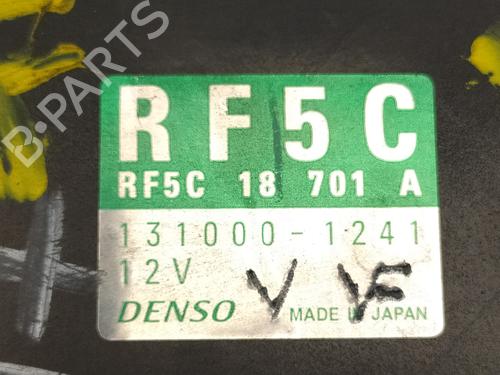 B-PARTS
RF5C
RF5C 18 701 A
131000-1241
12V
DENSO MADE IN JAPAN
V VF